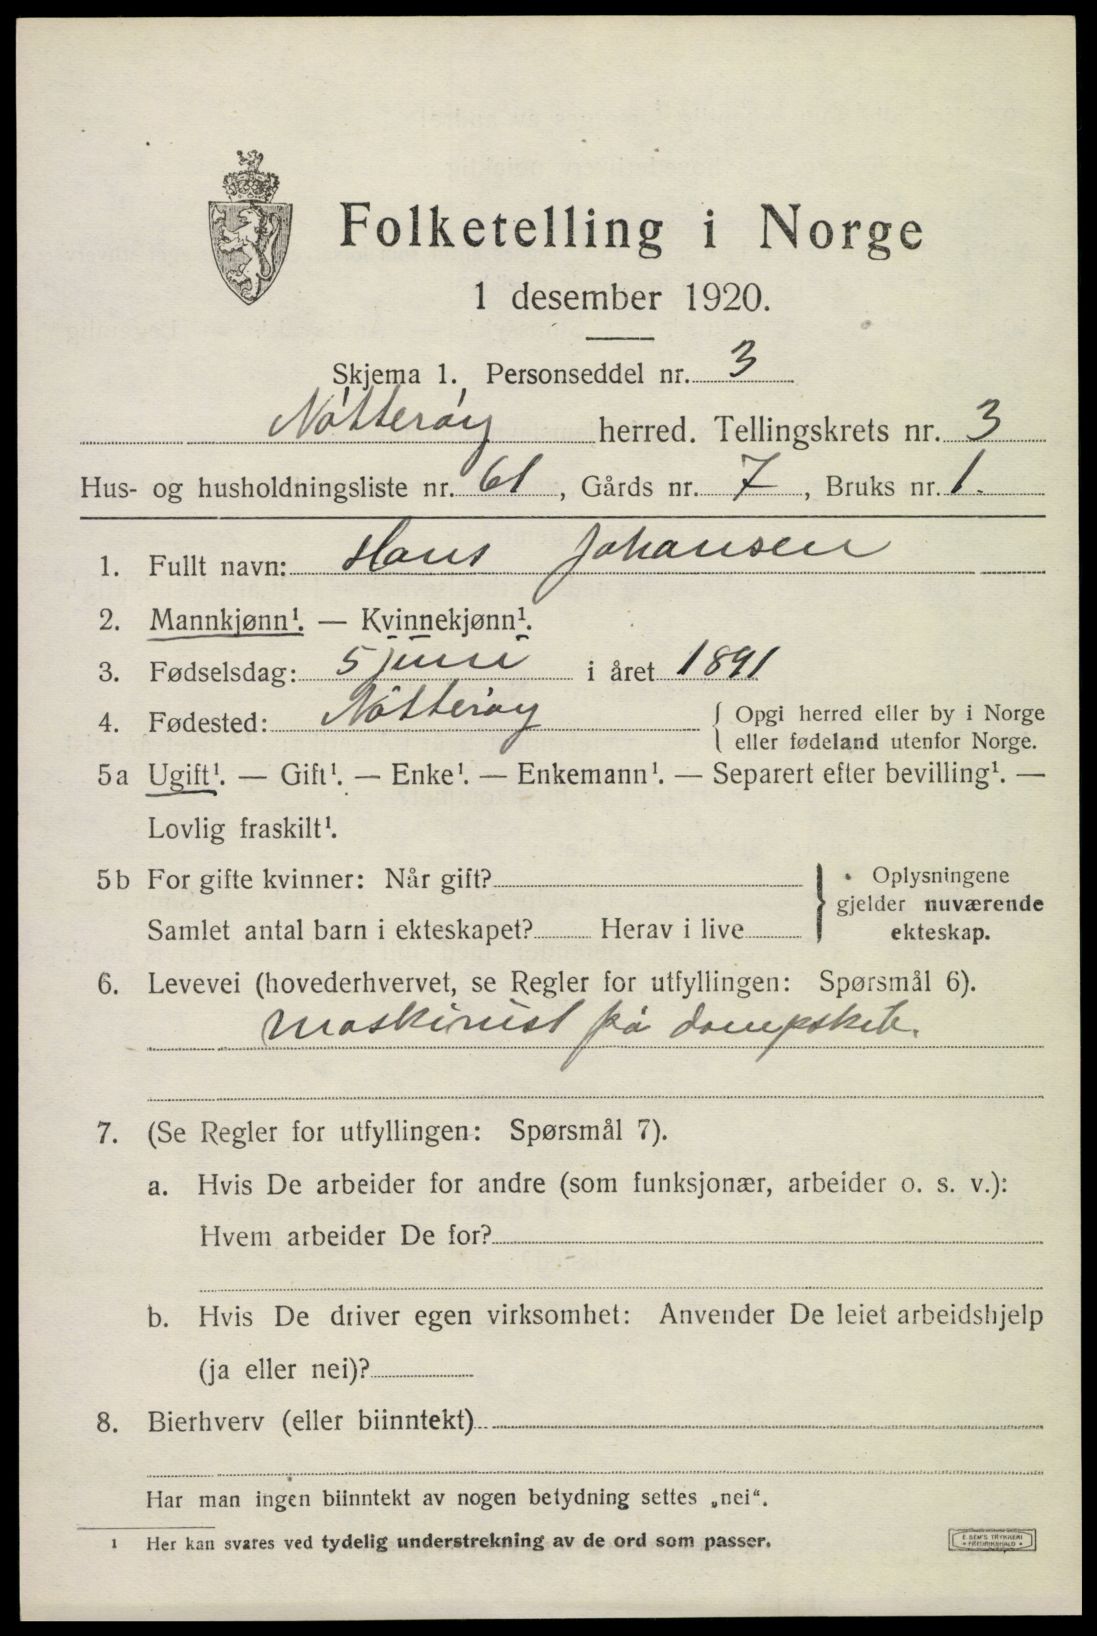 Folketelling i Norge
1 desember 1920.
Skjema 1. Personseddel nr. 3
Nötteröy herred. Tellingskrets nr. 3
Hus- og husholdningsliste nr. 61, Gårds nr. 7, Bruks nr. 1.
1. Fullt navn: Hans Johansen
2. Mannkjønn¹. — Kvinnekjønn¹.
3. Fødselsdag: 5 juni i året 1891
4. Fødested: Nötteröy { Opgi herred eller by i Norge
eller fødeland utenfor Norge.
5a Ugift¹. — Gift¹. — Enke¹. — Enkemann¹. — Separert efter bevilling¹. —
Lovlig fraskilt¹.
5b For gifte kvinner: Når gift? } Oplysningene
gjelder nuværende
Samlet antal barn i ekteskapet? Herav i live ekteskap.
6. Levevei (hovederhvervet, se Regler for utfyllingen: Spørsmål 6).
Maskinist på dampskib.
7. (Se Regler for utfyllingen: Spørsmål 7).
a. Hvis De arbeider for andre (som funksjonær, arbeider o. s. v.):
Hvem arbeider De for?
b. Hvis De driver egen virksomhet: Anvender De leiet arbeidshjelp
(ja eller nei)?
8. Bierhverv (eller biinntekt)
Har man ingen biinntekt av nogen betydning settes „nei“.
¹ Her kan svares ved tydelig understrekning av de ord som passer.
E. SEM'S TRYKKERI
• FREDRIKSHALD •